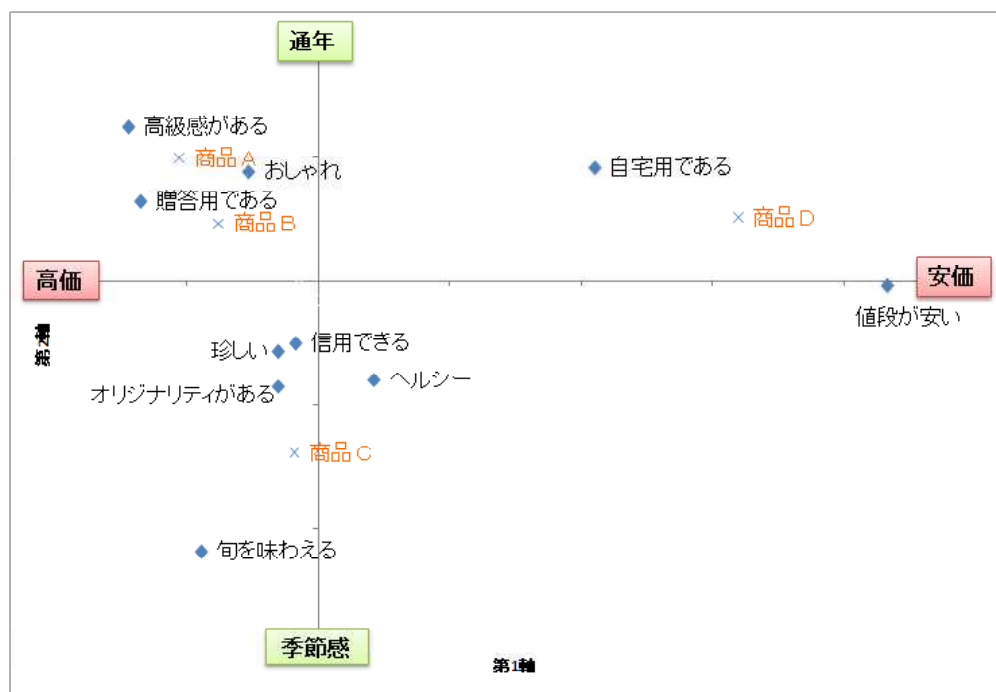 通年
高級感がある
商品A
おしゃれ
自宅用である
贈答用である
商品B
商品D
高価
安価
値段が安い
第2軸
信用できる
珍しい
ヘルシー
オリジナリティがある
商品C
旬を味わえる
季節感
第1軸